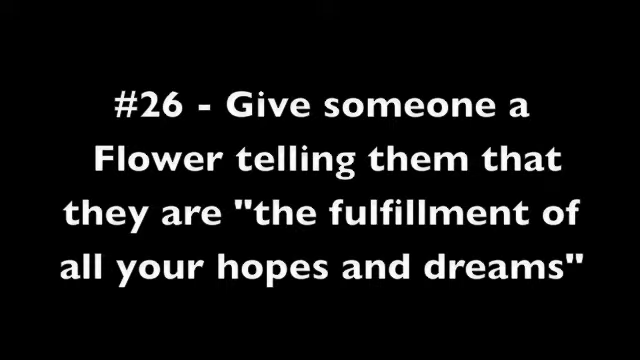 #26 - Give someone a
Flower telling them that
they are "the fulfillment of
all your hopes and dreams"